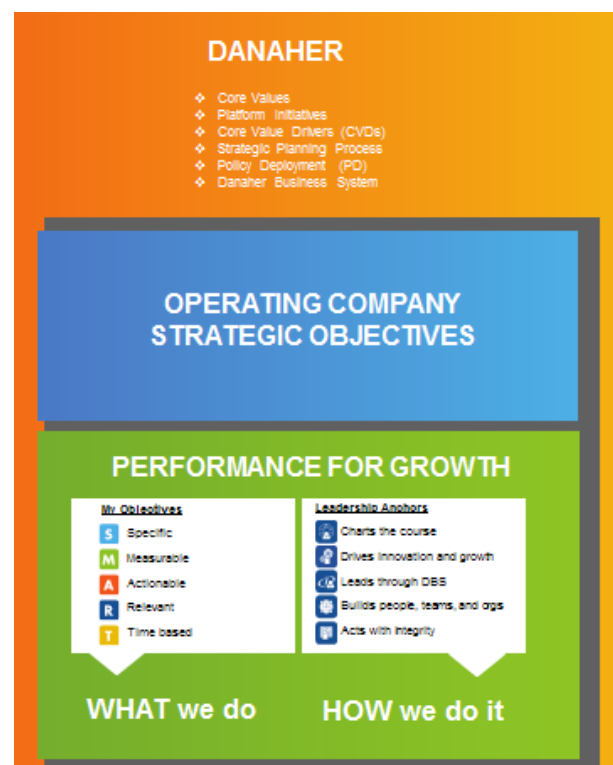 DANAHER
❖ Core Values
❖ Platform Initiatives
❖ Core Value Drivers (CVDs)
❖ Strategic Planning Process
❖ Policy Deployment (PD)
❖ Danaher Business System
OPERATING COMPANY
STRATEGIC OBJECTIVES
PERFORMANCE FOR GROWTH
My Objectives
S Specific
M Measurable
A Actionable
R Relevant
T Time based
Leadership Anchors
Charts the course
Drives Innovation and growth
Leads through DBS
Builds people, teams, and orgs
Acts with Integrity
WHAT we do
HOW we do it